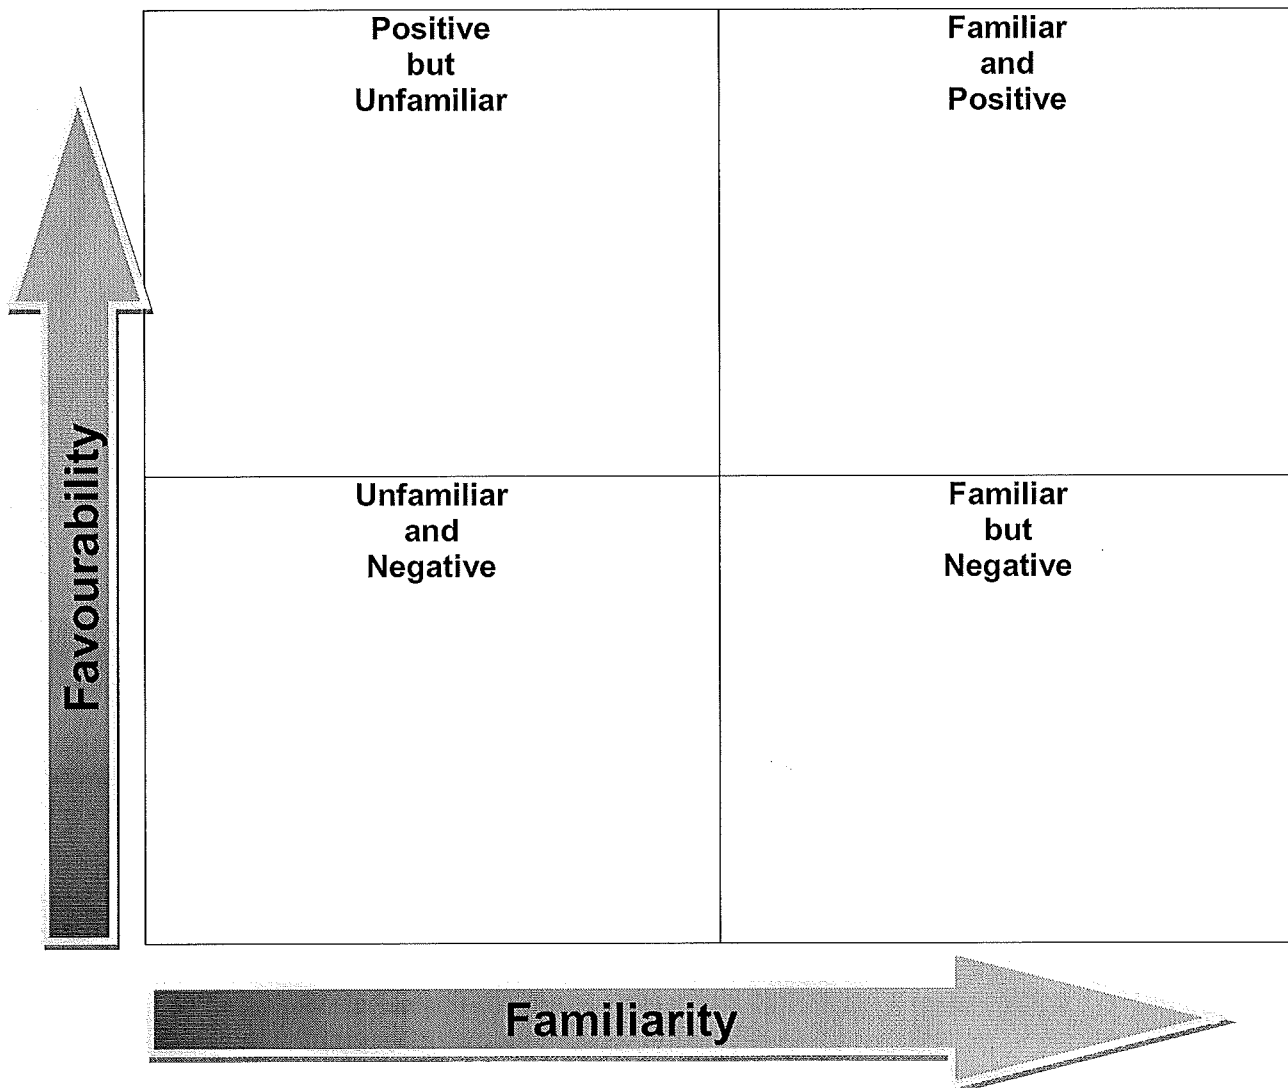 Positive
but
Unfamiliar
Familiar
and
Positive
Unfamiliar
and
Negative
Familiar
but
Negative
Favourability
Familiarity